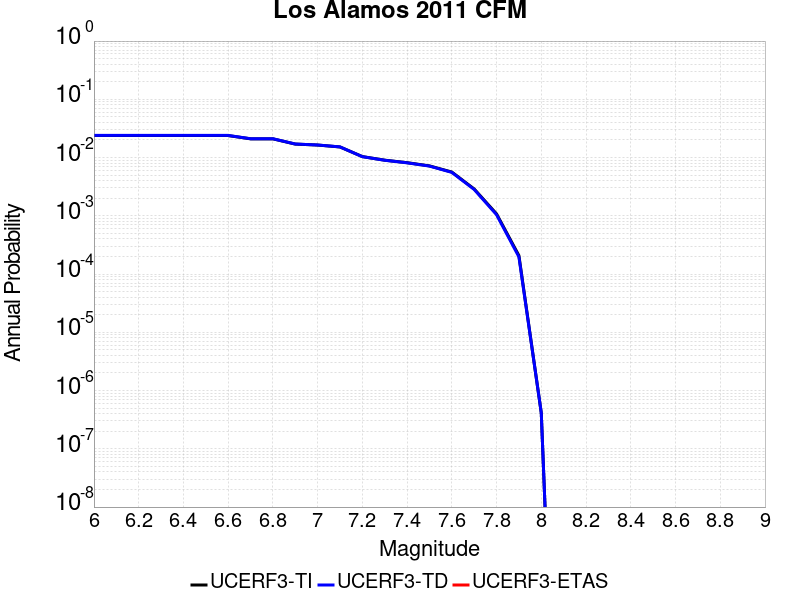 Los Alamos 2011 CFM
10^0
10^-1
10^-2
10^-3
10^-4
10^-5
10^-6
10^-7
10^-8
Annual Probability
6 6.2 6.4 6.6 6.8 7 7.2 7.4 7.6 7.8 8 8.2 8.4 8.6 8.8 9
Magnitude
UCERF3-TI UCERF3-TD UCERF3-ETAS